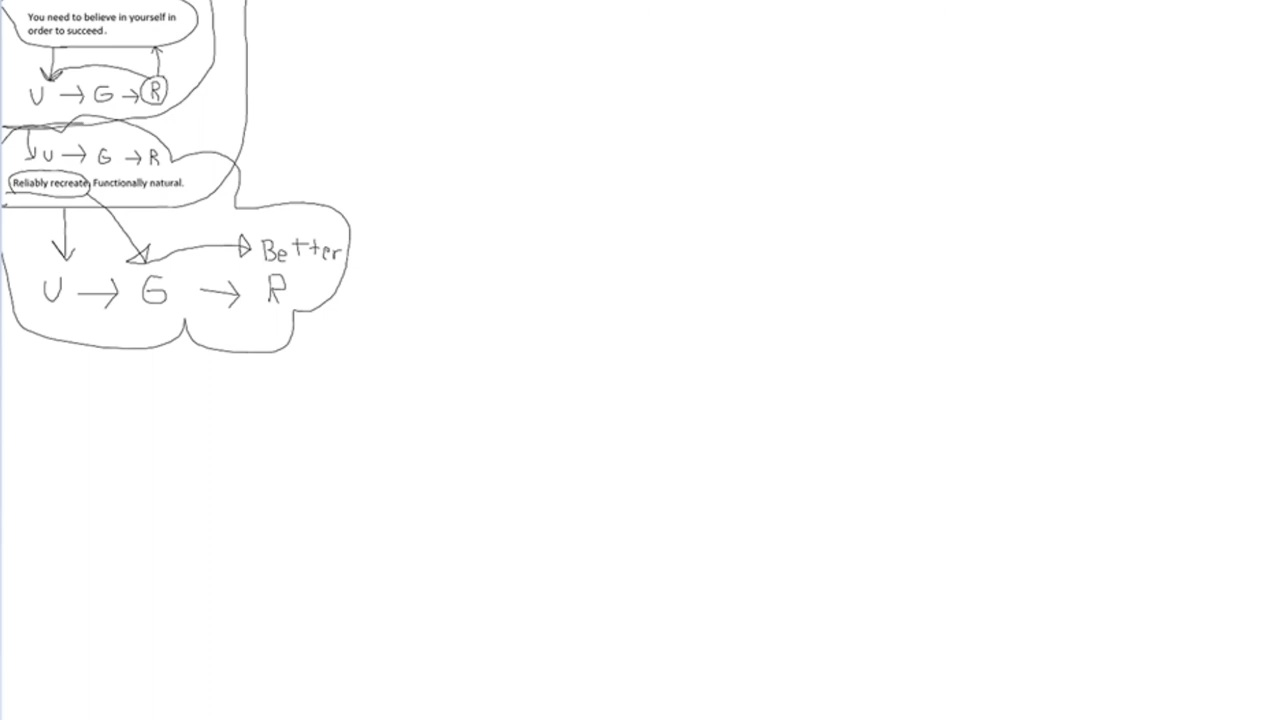 You need to believe in yourself in
order to succeed.
U → G → R
U → G → R
Reliably recreate. Functionally natural.
Better
U → G → R